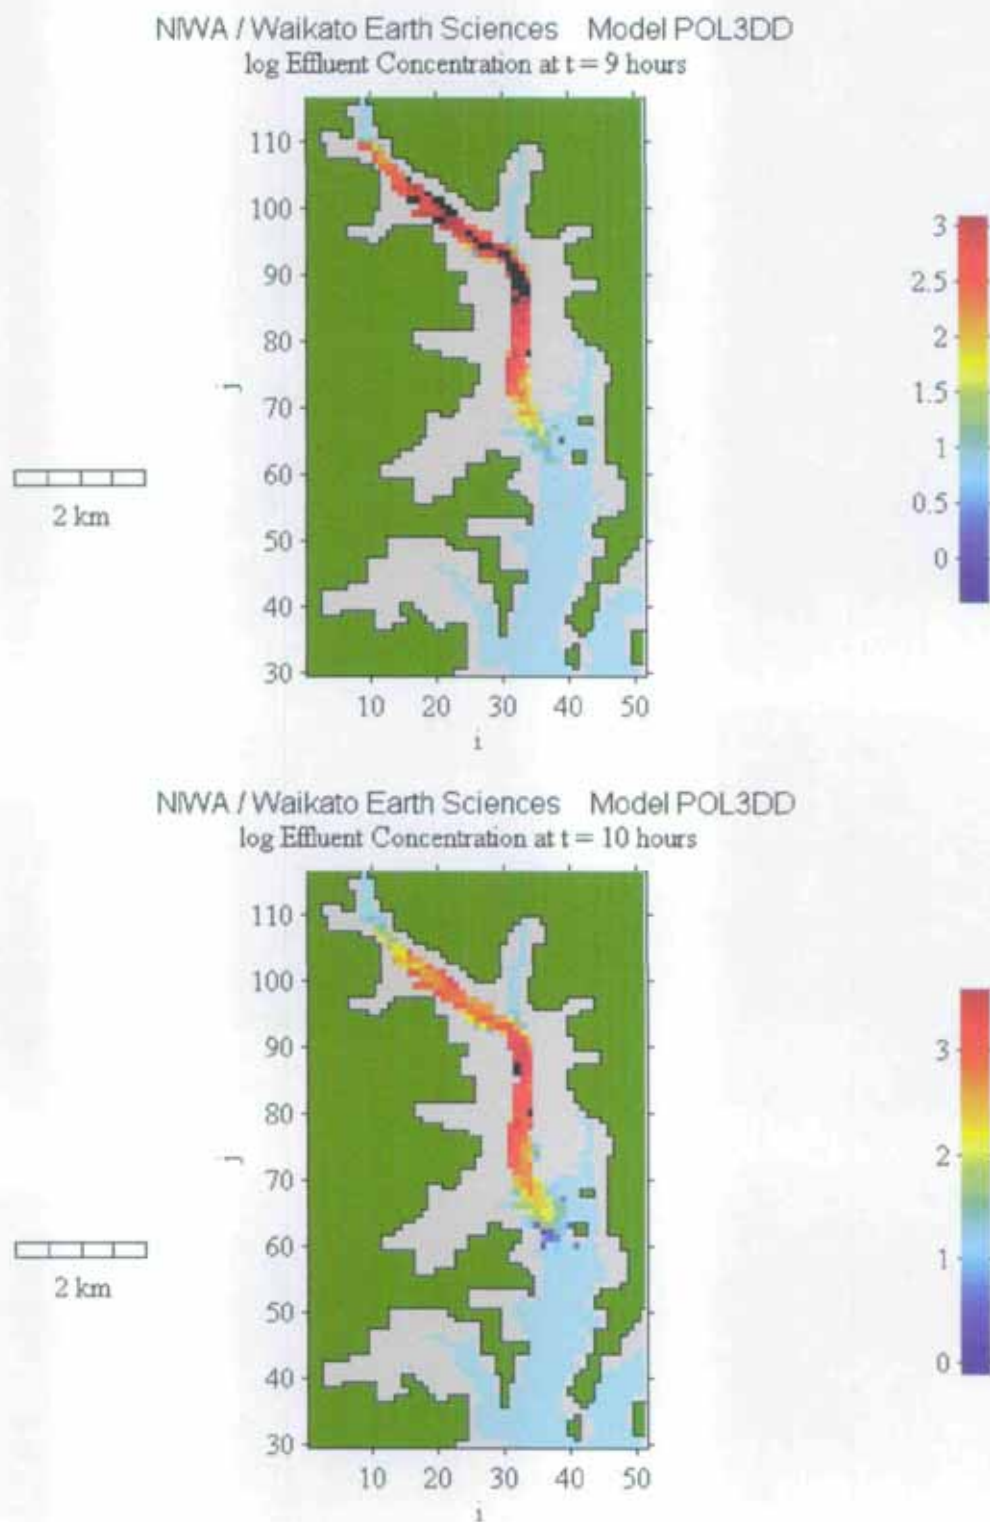 NIWA / Waikato Earth Sciences Model POL3DD
log Effluent Concentration at t = 9 hours
110
100
90
80
70
60
50
40
30
j
10 20 30 40 50
i
2 km
3
2.5
2
1.5
1
0.5
0
NIWA / Waikato Earth Sciences Model POL3DD
log Effluent Concentration at t = 10 hours
110
100
90
80
70
60
50
40
30
j
10 20 30 40 50
i
2 km
3
2
1
0